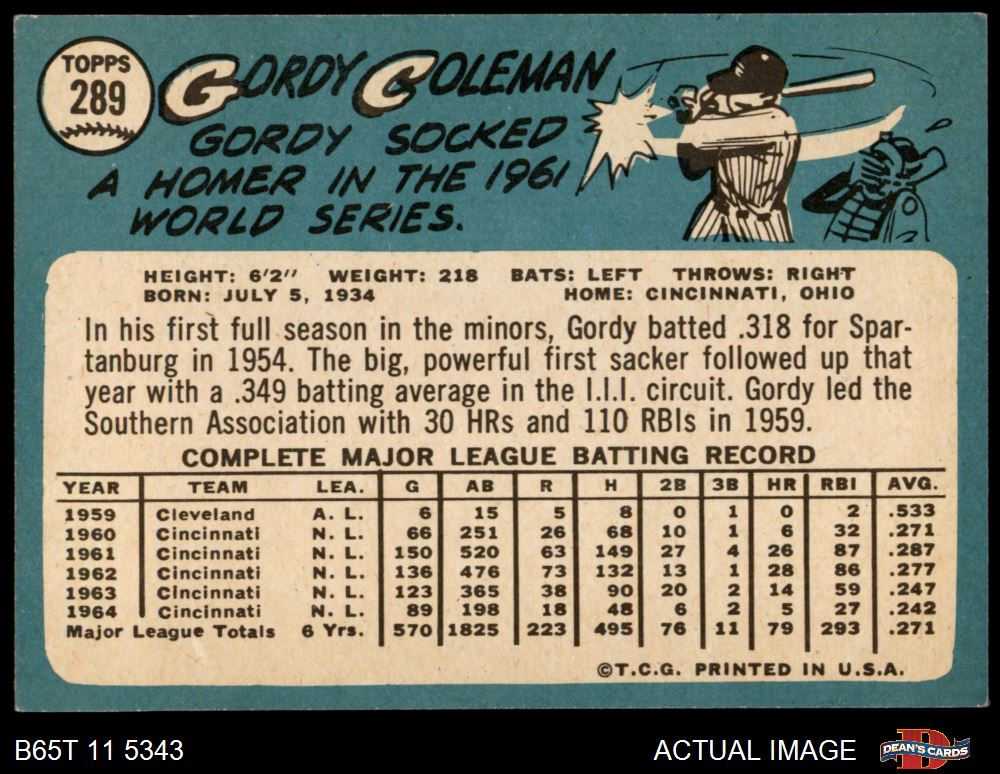 TOPPS
289
GORDY COLEMAN
GORDY SOCKED
A HOMER IN THE 1961
WORLD SERIES.
HEIGHT: 6'2" WEIGHT: 218 BATS: LEFT THROWS: RIGHT
BORN: JULY 5, 1934 HOME: CINCINNATI, OHIO
In his first full season in the minors, Gordy batted .318 for Spar-
tanburg in 1954. The big, powerful first sacker followed up that
year with a .349 batting average in the I.I.I. circuit. Gordy led the
Southern Association with 30 HRs and 110 RBIs in 1959.
COMPLETE MAJOR LEAGUE BATTING RECORD
YEAR TEAM LEA. G AB R H 2B 3B HR RBI AVG.
1959 Cleveland A. L. 6 15 5 8 0 1 0 2 .533
1960 Cincinnati N. L. 66 251 26 68 10 1 6 32 .271
1961 Cincinnati N. L. 150 520 63 149 27 4 26 87 .287
1962 Cincinnati N. L. 136 476 73 132 13 1 28 86 .277
1963 Cincinnati N. L. 123 365 38 90 20 2 14 59 .247
1964 Cincinnati N. L. 89 198 18 48 6 2 5 27 .242
Major League Totals 6 Yrs. 570 1825 223 495 76 11 79 293 .271
©T.C.G. PRINTED IN U.S.A.
B65T 11 5343 ACTUAL IMAGE
D
DEAN'S CARDS